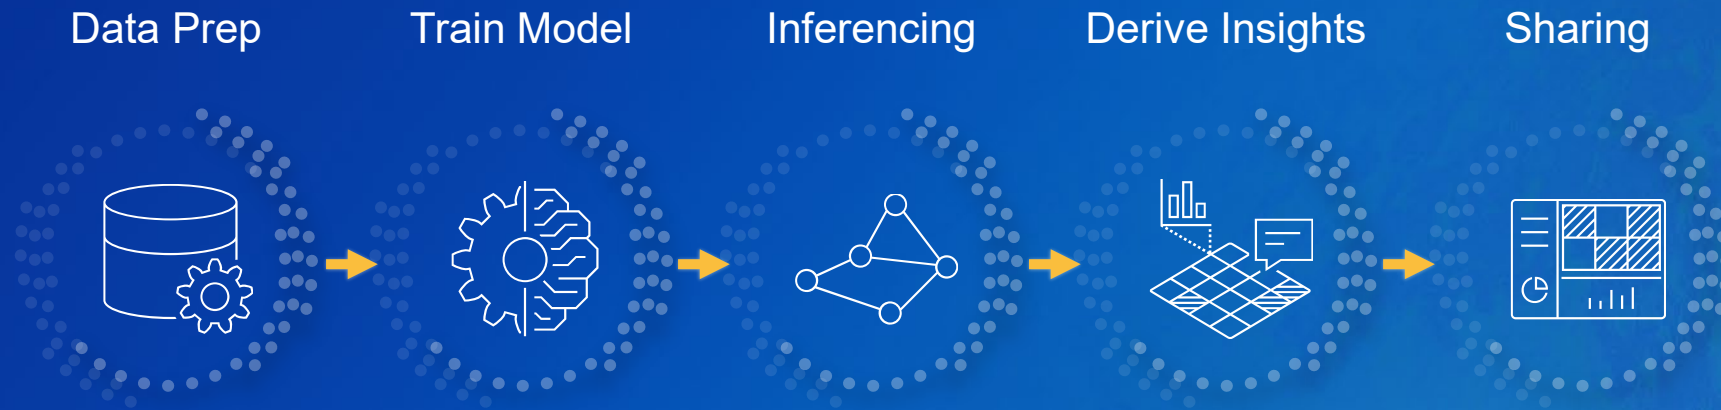 Data Prep
Train Model
Inferencing
Derive Insights
Sharing